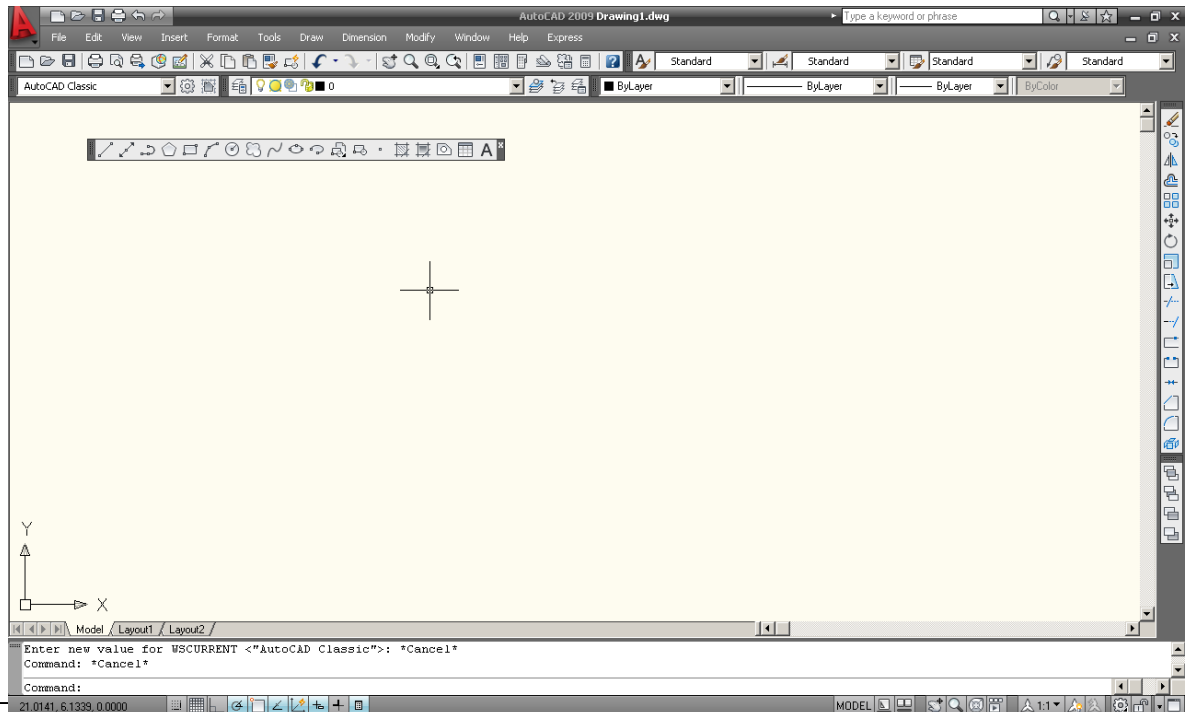 AutoCAD 2009 Drawing1.dwg Type a keyword or phrase
File Edit View Insert Format Tools Draw Dimension Modify Window Help Express
Standard Standard Standard Standard
AutoCAD Classic 0 ByLayer ByLayer ByLayer ByColor
A
Y
X
Model Layout1 Layout2
Enter new value for WSCURRENT <"AutoCAD Classic">: *Cancel*
Command: *Cancel*
Command:
21.0141, 6.1339, 0.0000 MODEL 1:1